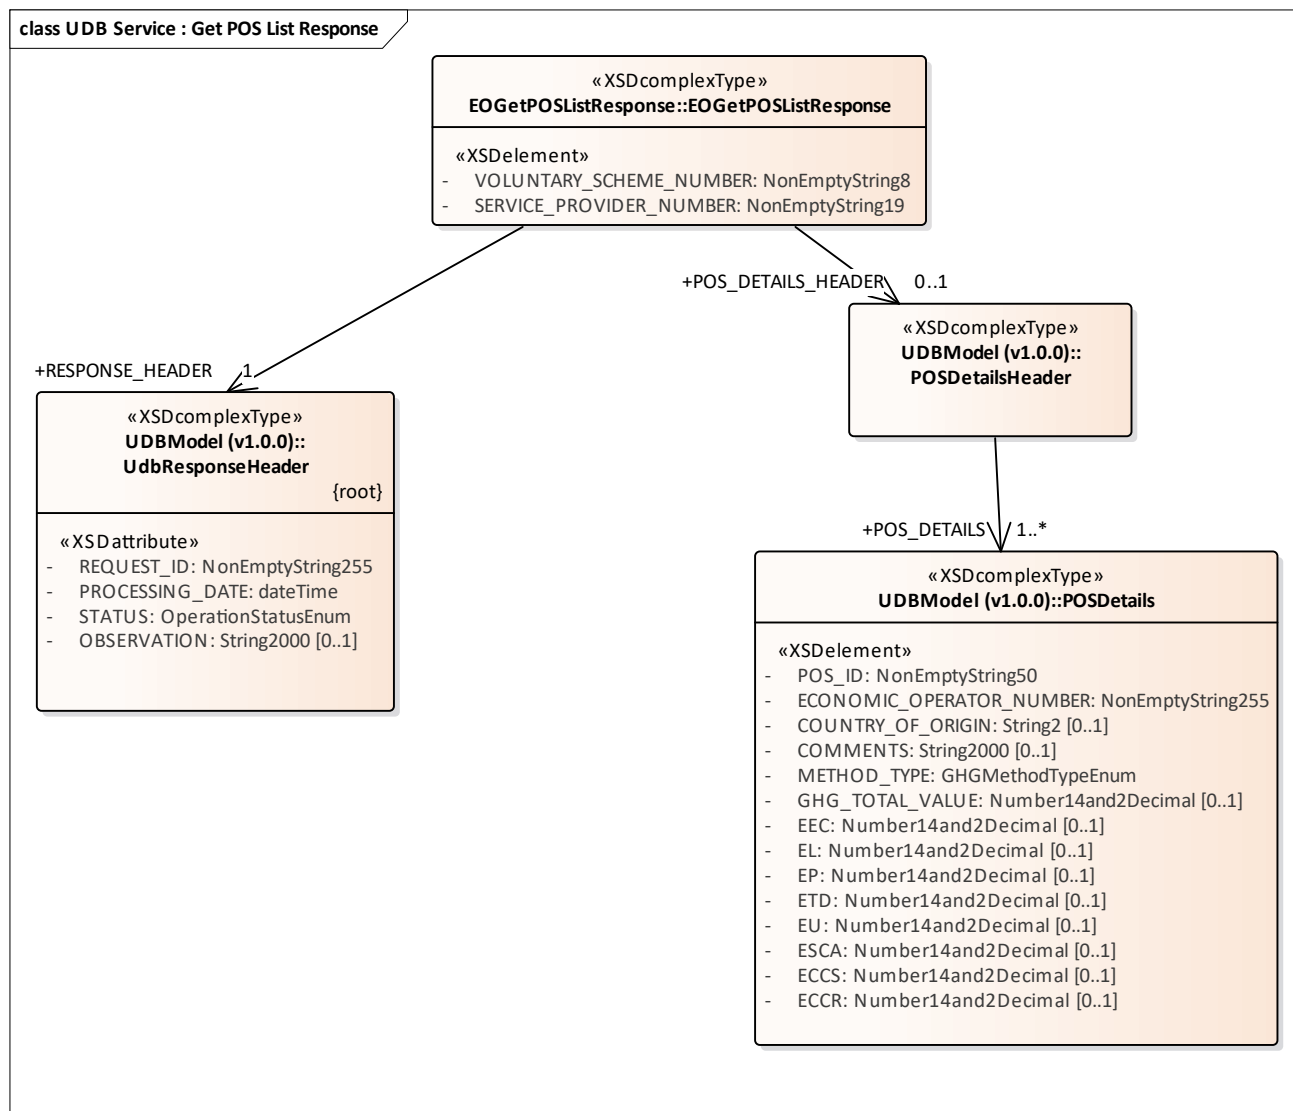 class UDB Service : Get POS List Response
«XSDcomplexType»
EOGetPOSListResponse::EOGetPOSListResponse
«XSDelement»
- VOLUNTARY_SCHEME_NUMBER: NonEmptyString8
- SERVICE_PROVIDER_NUMBER: NonEmptyString19
+POS_DETAILS_HEADER 0..1
«XSDcomplexType»
UDBModel (v1.0.0)::
POSDetailsHeader
+RESPONSE_HEADER 1
«XSDcomplexType»
UDBModel (v1.0.0)::
UdbResponseHeader
{root}
«XSDattribute»
- REQUEST_ID: NonEmptyString255
- PROCESSING_DATE: dateTime
- STATUS: OperationStatusEnum
- OBSERVATION: String2000 [0..1]
+POS_DETAILS 1..*
«XSDcomplexType»
UDBModel (v1.0.0)::POSDetails
«XSDelement»
- POS_ID: NonEmptyString50
- ECONOMIC_OPERATOR_NUMBER: NonEmptyString255
- COUNTRY_OF_ORIGIN: String2 [0..1]
- COMMENTS: String2000 [0..1]
- METHOD_TYPE: GHGMethodTypeEnum
- GHG_TOTAL_VALUE: Number14and2Decimal [0..1]
- EEC: Number14and2Decimal [0..1]
- EL: Number14and2Decimal [0..1]
- EP: Number14and2Decimal [0..1]
- ETD: Number14and2Decimal [0..1]
- EU: Number14and2Decimal [0..1]
- ESCA: Number14and2Decimal [0..1]
- ECCS: Number14and2Decimal [0..1]
- ECCR: Number14and2Decimal [0..1]